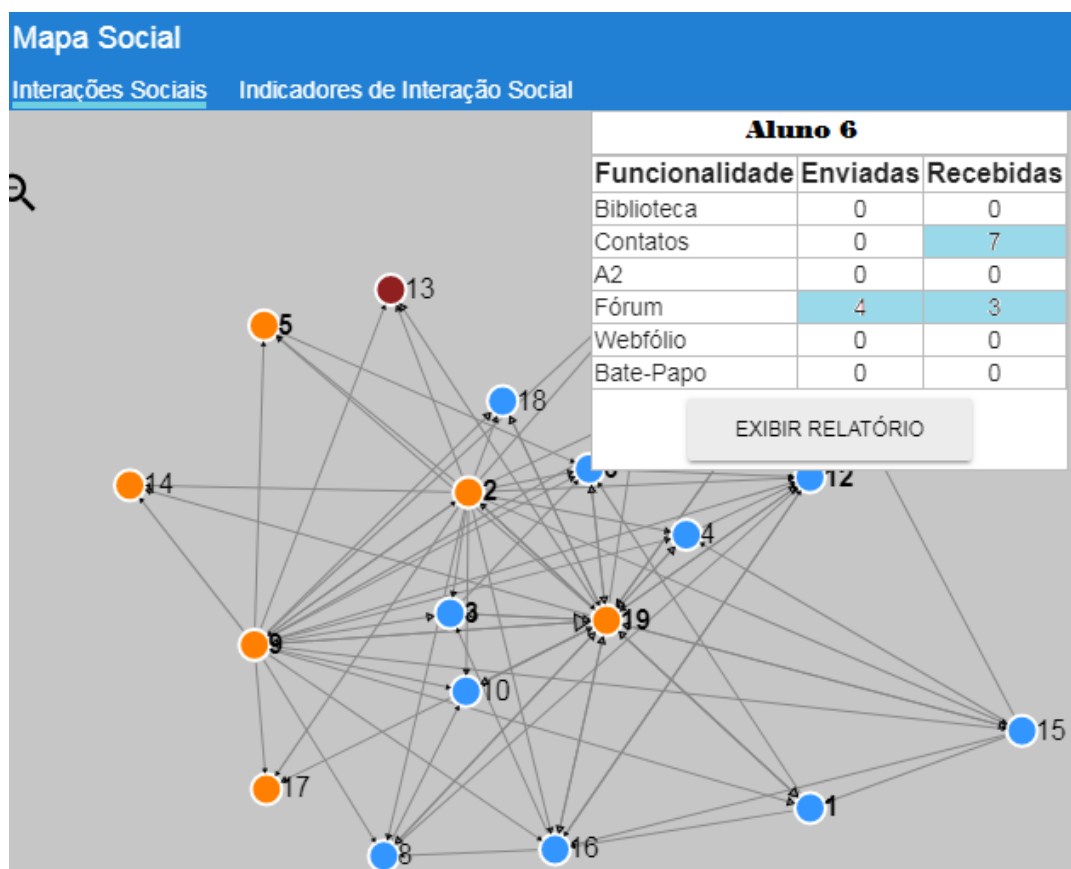 Mapa Social
Interações Sociais Indicadores de Interação Social
Aluno 6
Funcionalidade Enviadas Recebidas
Biblioteca 0 0
Contatos 0 7
A2 0 0
Fórum 4 3
Webfólio 0 0
Bate-Papo 0 0
EXIBIR RELATÓRIO
13
5
18
14
2
12
4
3
19
9
10
15
17
1
8
16